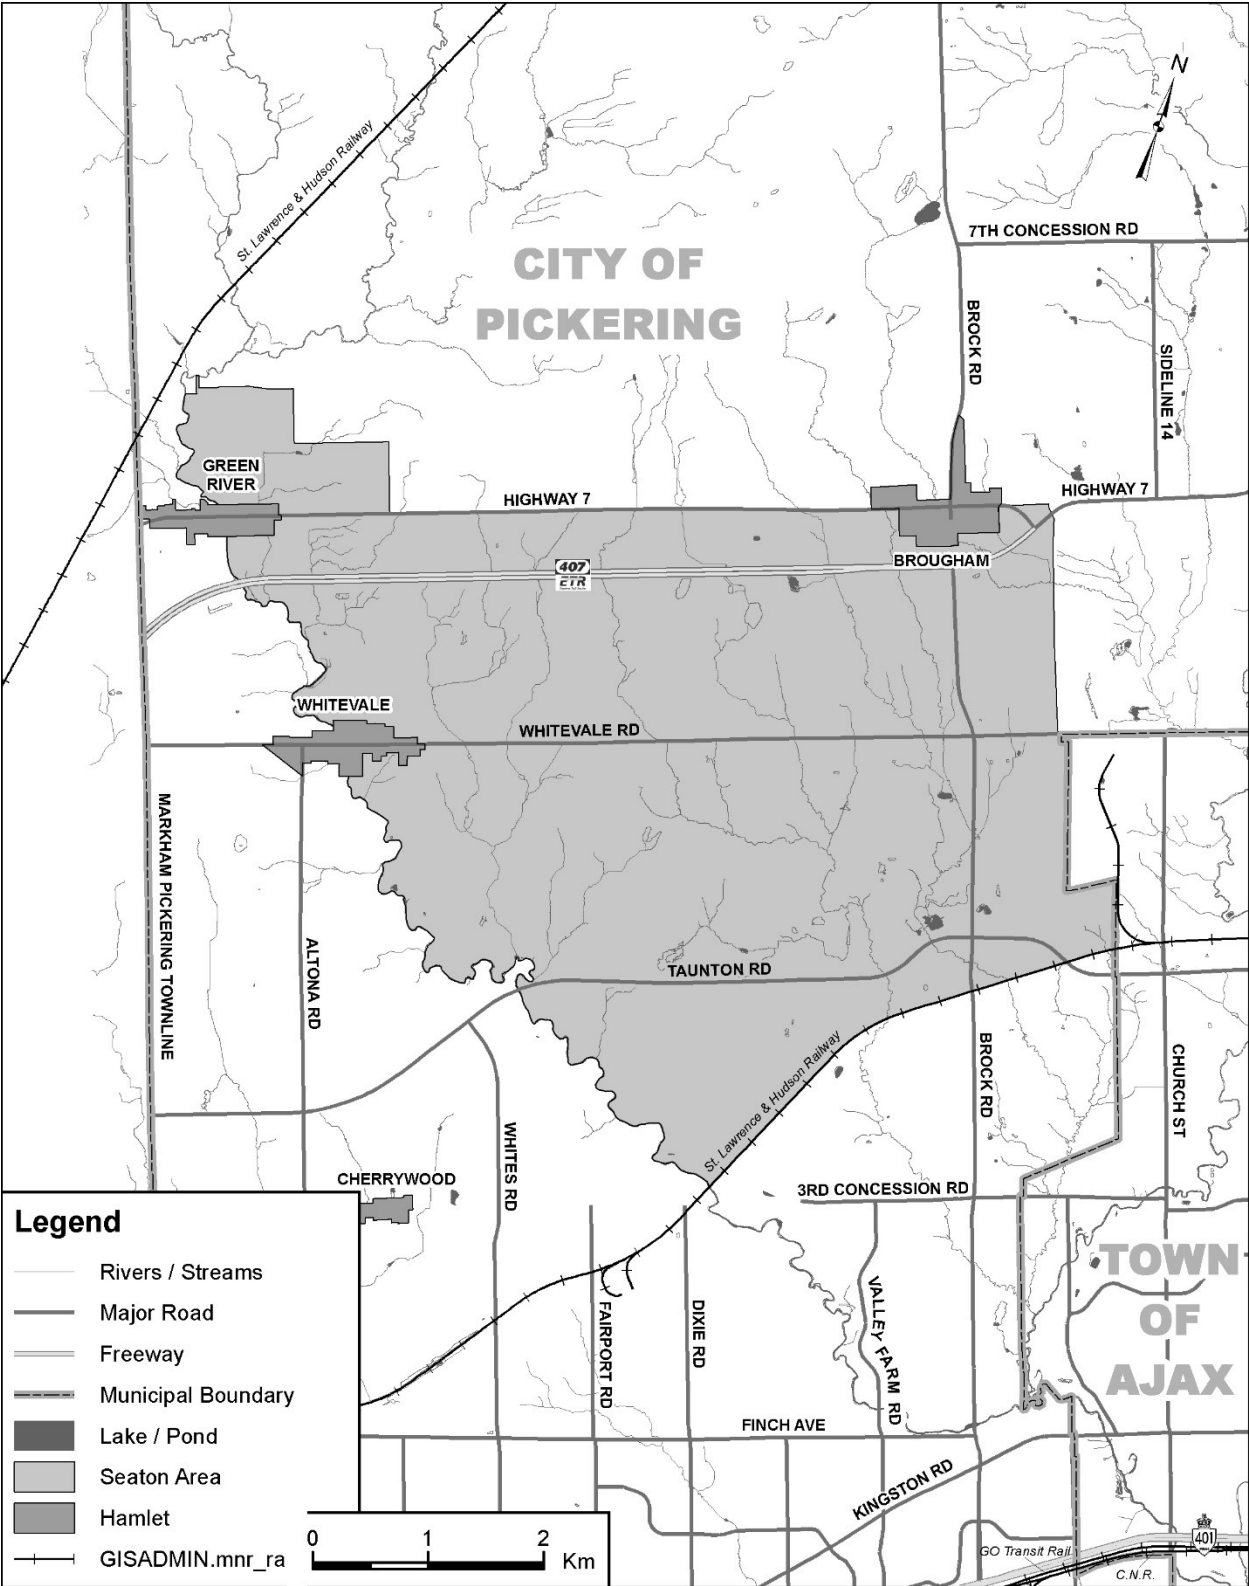 N
St. Lawrence & Hudson Railway
7TH CONCESSION RD
CITY OF
PICKERING
BROCK RD
SIDELINE 14
GREEN
RIVER
HIGHWAY 7
HIGHWAY 7
BROUGHAM
407
ETR
WHITEVALE
WHITEVALE RD
MARKHAM PICKERING TOWNLINE
ALTONA RD
TAUNTON RD
St. Lawrence & Hudson Railway
BROCK RD
CHURCH ST
WHITES RD
CHERRYWOOD
3RD CONCESSION RD
TOWN
OF
AJAX
FAIRPORT RD
DIXIE RD
VALLEY FARM RD
FINCH AVE
KINGSTON RD
401
GO Transit Rail
C.N.R.
Legend
Rivers / Streams
Major Road
Freeway
Municipal Boundary
Lake / Pond
Seaton Area
Hamlet
GISADMIN.mnr_ra
0 1 2
Km